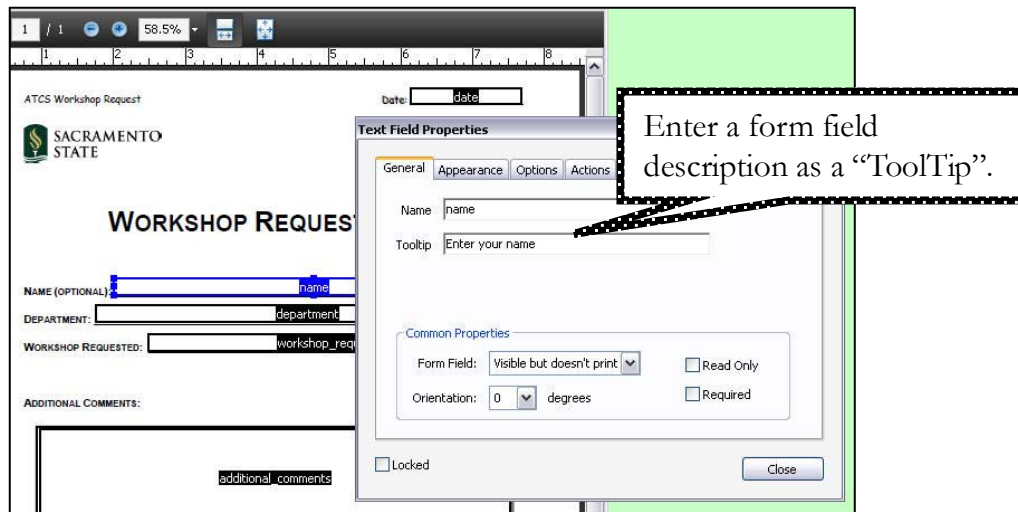 1 / 1 58.5%
1 2 3 4 5 6 7 8
ATCS Workshop Request Date: date
SACRAMENTO
STATE
WORKSHOP REQUES
NAME (OPTIONAL): name
DEPARTMENT: department
WORKSHOP REQUESTED: workshop_requ
ADDITIONAL COMMENTS:
additional_comments
Text Field Properties
General Appearance Options Actions
Name name
Tooltip Enter your name
Common Properties
Form Field: Visible but doesn't print Read Only
Orientation: 0 degrees Required
Locked Close
Enter a form field
description as a “ToolTip”.